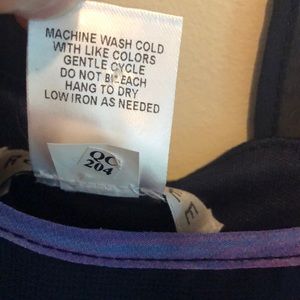 MACHINE WASH COLD
WITH LIKE COLORS
GENTLE CYCLE
DO NOT BLEACH
HANG TO DRY
LOW IRON AS NEEDED
QC
204